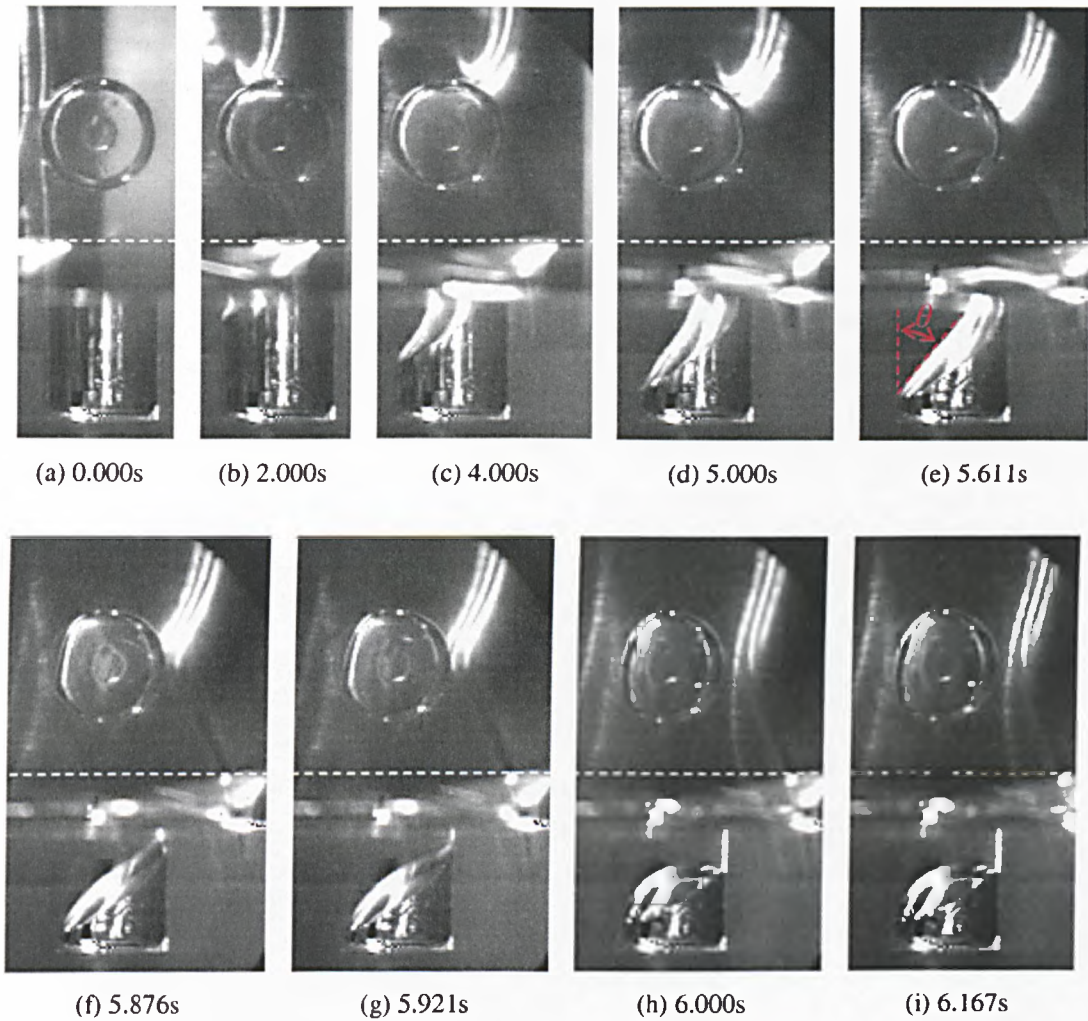 θ
(a) 0.000s
(b) 2.000s
(c) 4.000s
(d) 5.000s
(e) 5.611s
(f) 5.876s
(g) 5.921s
(h) 6.000s
(i) 6.167s